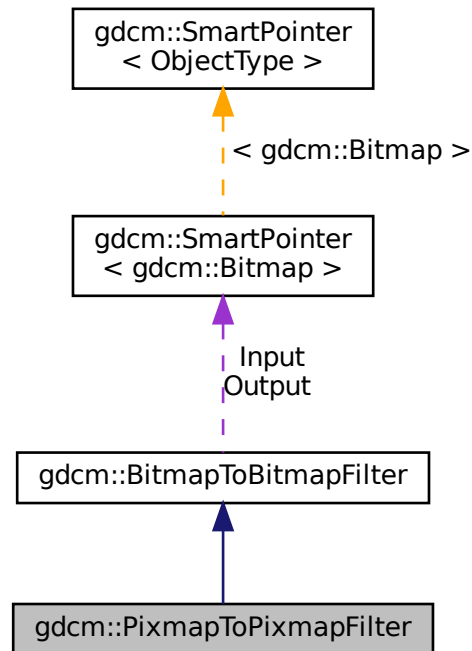 gdcm::SmartPointer
< ObjectType >
< gdcm::Bitmap >
gdcm::SmartPointer
< gdcm::Bitmap >
Input
Output
gdcm::BitmapToBitmapFilter
gdcm::PixmapToPixmapFilter